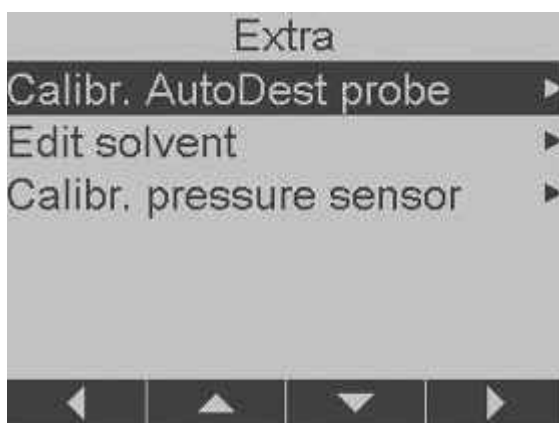 Extra
Calibr. AutoDest probe
Edit solvent
Calibr. pressure sensor